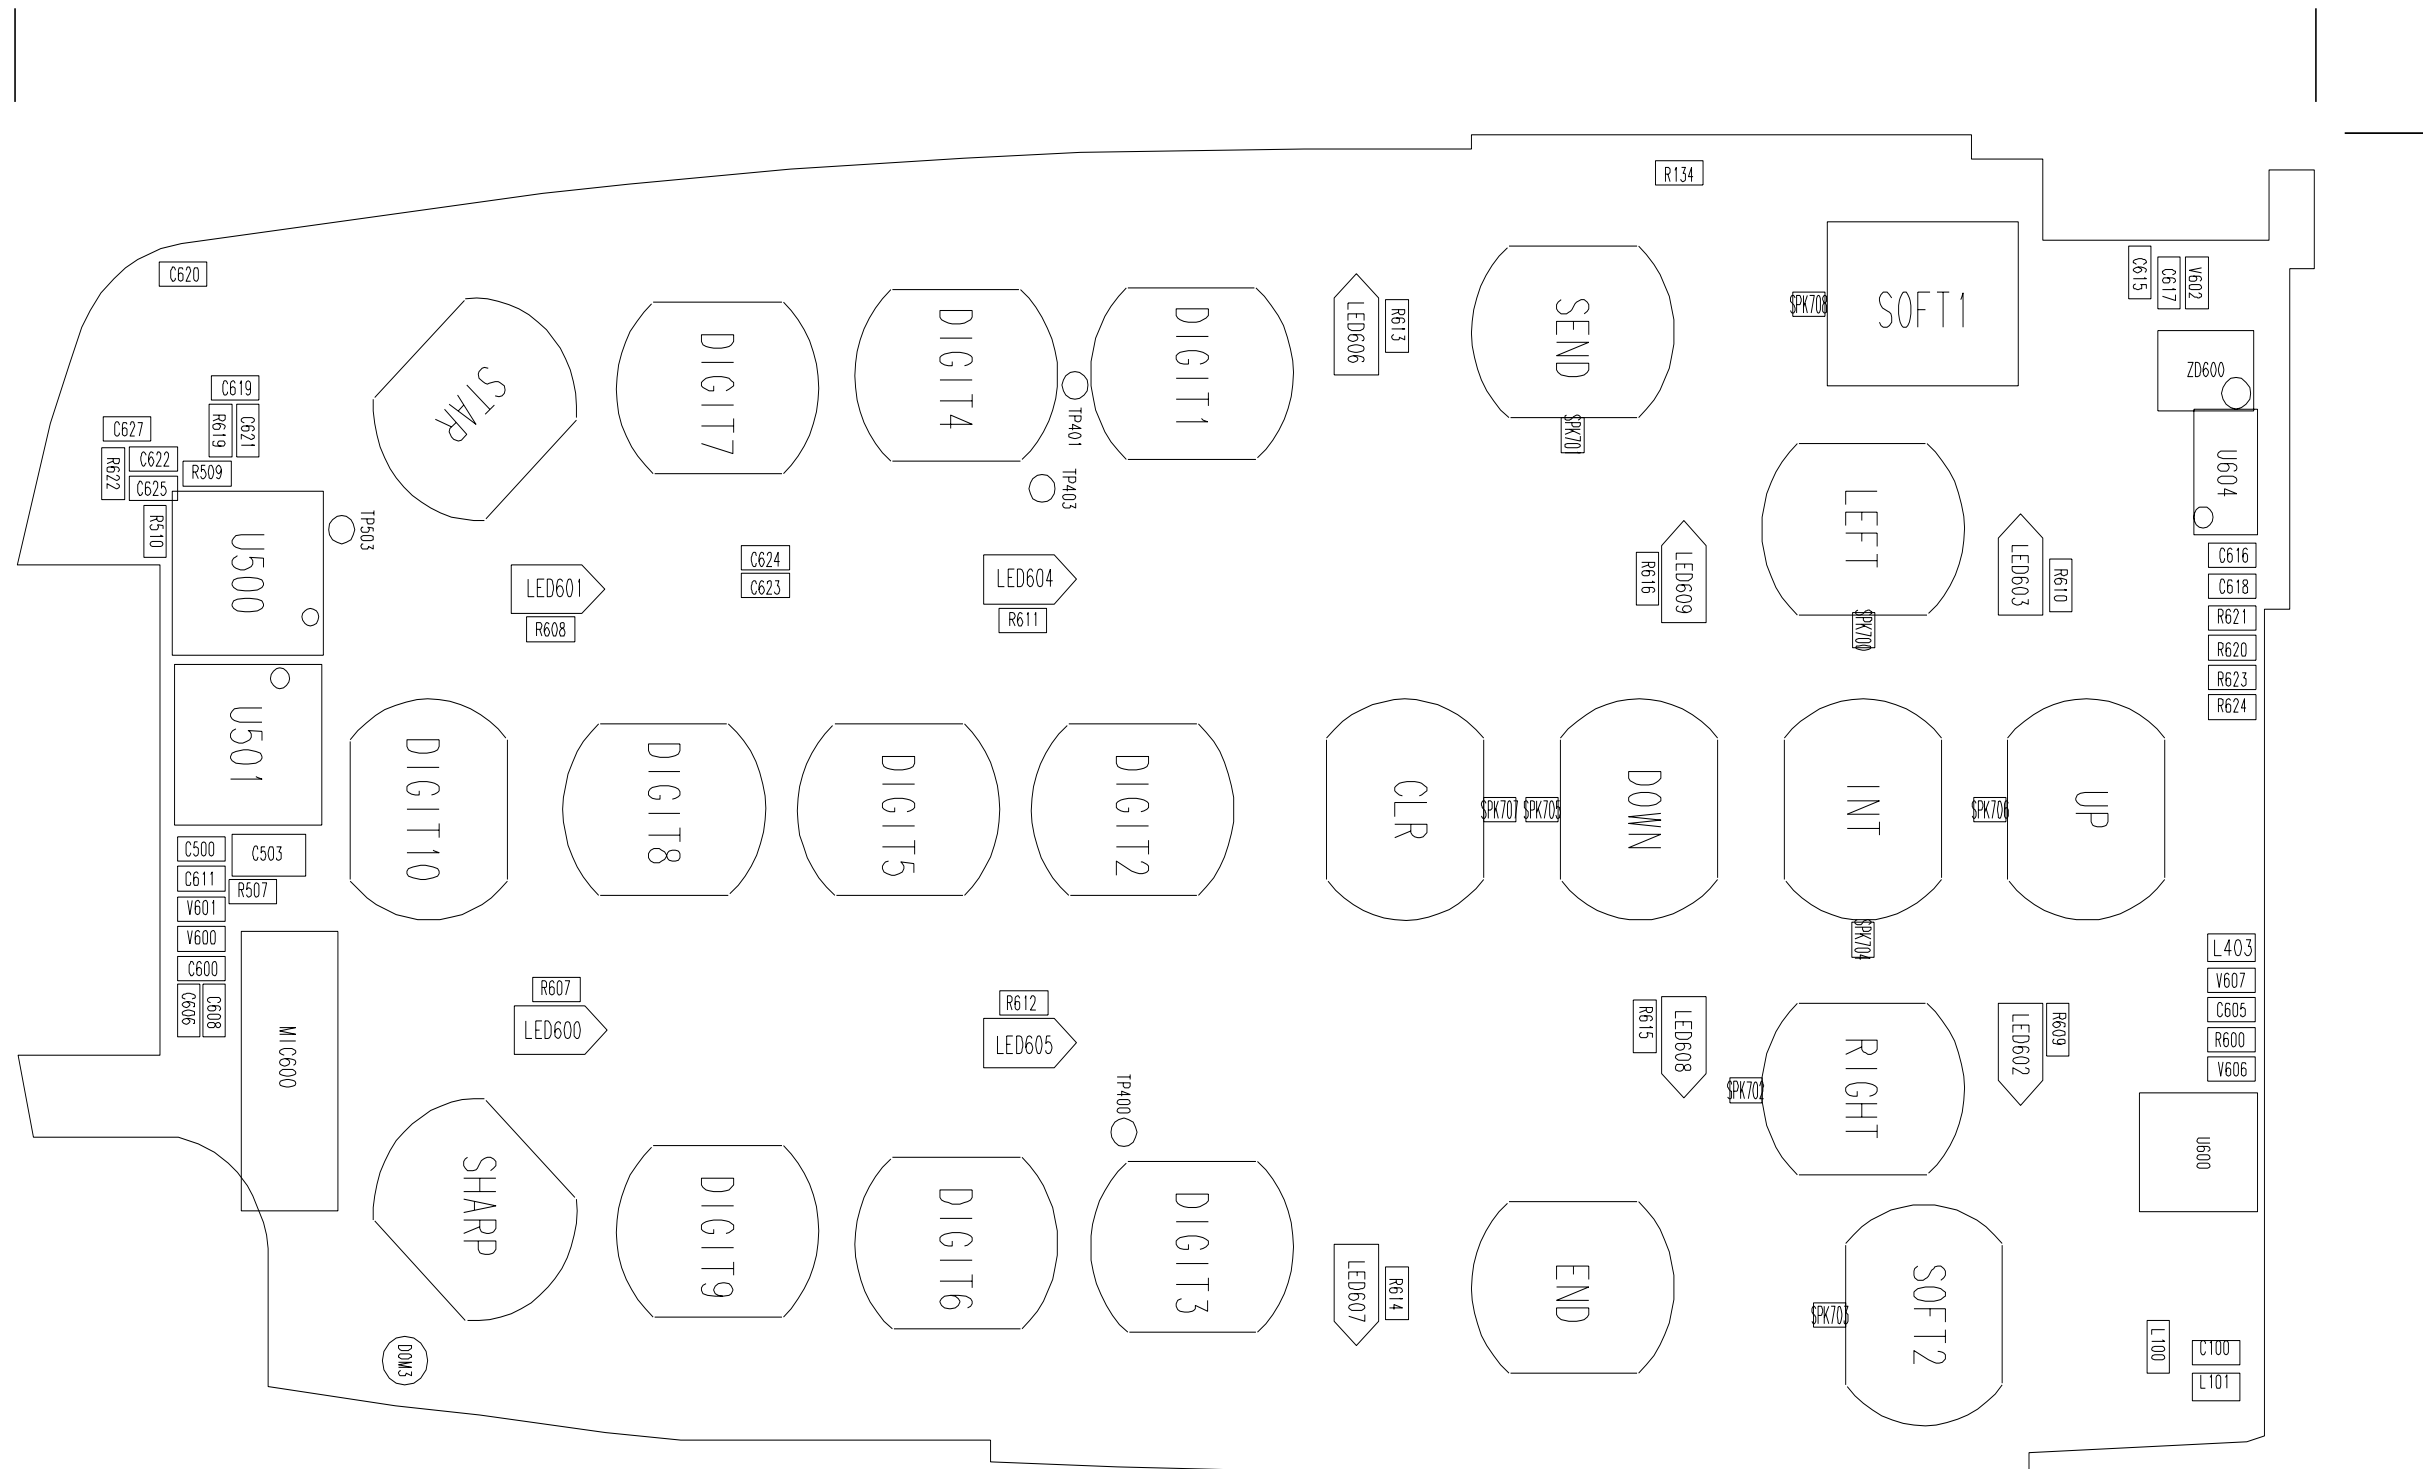 R134
C620
C615
C617
V602
SPK708
SOFT1
LED606
R613
SEND
DIGIT1
DIGIT4
DIGIT7
STAR
ZD600
C619
R619
C621
C627
C622
R622
R509
C625
TP401
SPK701
TP403
U604
R510
U500
TP503
LEFT
C624
C623
LED601
R608
LED604
R611
R616
LED609
SPK700
LED603
R610
C616
C618
R621
R620
R623
R624
U501
DIGIT10
DIGIT8
DIGIT5
DIGIT2
CLR
SPK707
SPK705
DOWN
INT
SPK706
UP
C500
C503
C611
R507
V601
V600
C600
C606
C608
SPK704
L403
V607
C605
R600
V606
R607
LED600
R612
LED605
MIC600
TP400
R615
LED608
SPK702
RIGHT
LED602
R609
U600
SHARP
DIGIT9
DIGIT6
DIGIT3
LED607
R614
END
SPK703
SOFT2
L100
C100
L101
DOM3